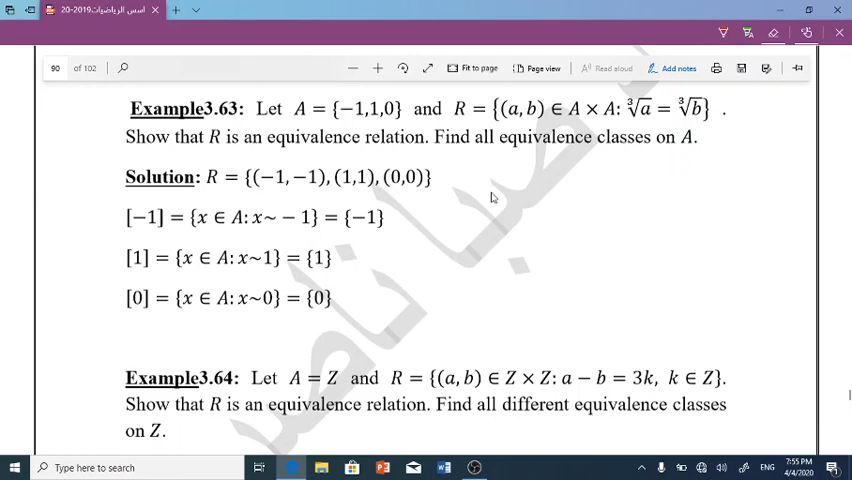 اسس الرياضيات2019-20
90 of 102
Fit to page
Page view
Read aloud
Add notes
Example3.63: Let A = {−1,1,0} and R = {(a, b) ∈ A × A: ∛a = ∛b} .
Show that R is an equivalence relation. Find all equivalence classes on A.
Solution: R = {(−1, −1), (1,1), (0,0)}
[−1] = {x ∈ A: x~ − 1} = {−1}
[1] = {x ∈ A: x~1} = {1}
[0] = {x ∈ A: x~0} = {0}
Example3.64: Let A = Z and R = {(a, b) ∈ Z × Z: a − b = 3k, k ∈ Z}.
Show that R is an equivalence relation. Find all different equivalence classes
on Z.
Type here to search
ENG
7:55 PM
4/4/2020